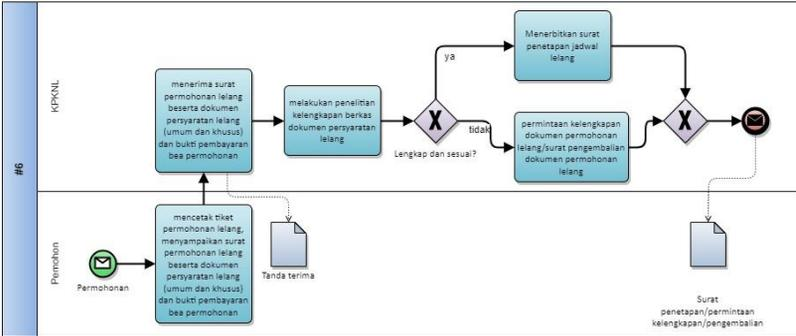 #6
KPKNL
menerima surat
permohonan lelang
beserta dokumen
persyaratan lelang
(umum dan khusus)
dan bukti pembayaran
bea permohonan
melakukan penelitian
kelengkapan berkas
dokumen persyaratan
lelang
X
Lengkap dan sesuai?
ya
Menerbitkan surat
penetapan jadwal
lelang
tidak
permintaan kelengkapan
dokumen permohonan
lelang/surat pengembalian
dokumen permohonan
lelang
X
Pemohon
Permohonan
mencetak tiket
permohonan lelang,
menyampaikan surat
permohonan lelang
beserta dokumen
persyaratan lelang
(umum dan khusus)
dan bukti pembayaran
bea permohonan
Tanda terima
Surat
penetapan/permintaan
kelengkapan/pengembalian